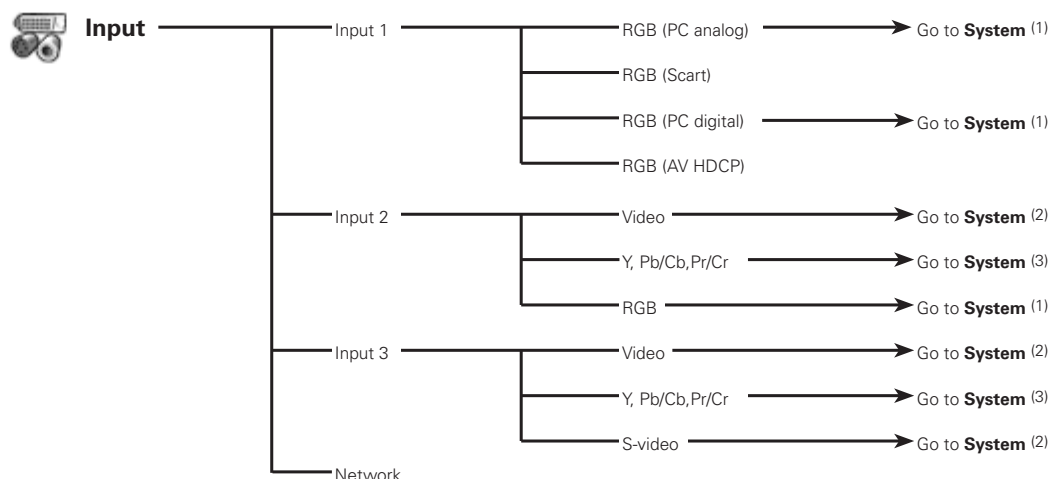 Input
Input 1
RGB (PC analog)
Go to System (1)
RGB (Scart)
RGB (PC digital)
Go to System (1)
RGB (AV HDCP)
Input 2
Video
Go to System (2)
Y, Pb/Cb,Pr/Cr
Go to System (3)
RGB
Go to System (1)
Input 3
Video
Go to System (2)
Y, Pb/Cb,Pr/Cr
Go to System (3)
S-video
Go to System (2)
Network